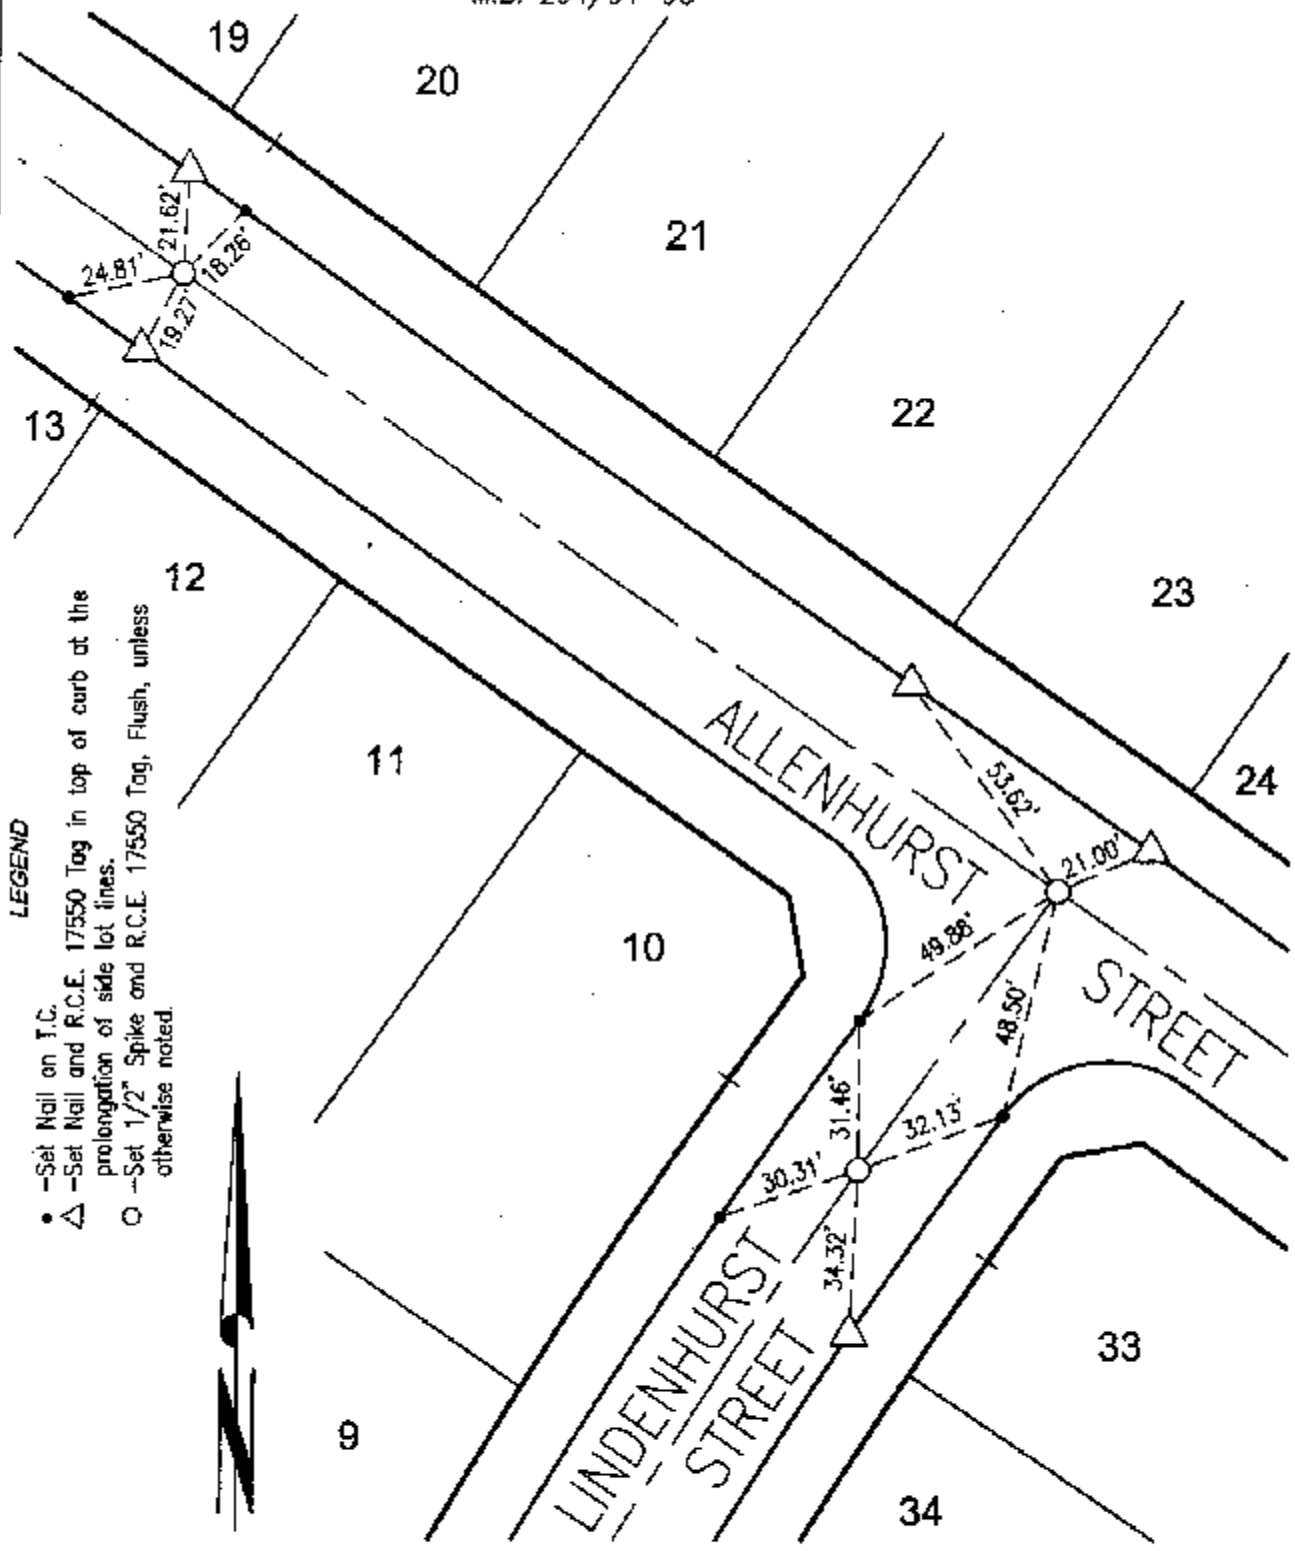 19
20
21.62'
18.26'
24.81'
19.27'
21
13
22
12
23
11
24
ALLENHURST
STREET
53.62'
21.00'
10
49.88'
48.50'
31.46'
32.13'
30.31'
34.32'
LINDENHURST
STREET
33
9
34
LEGEND
• -Set Nail on T.C.
△ -Set Nail and R.C.E. 17550 Tag in top of curb at the
prolongation of side lot lines.
○ -Set 1/2" Spike and R.C.E. 17550 Tag, Flush, unless
otherwise noted.
N